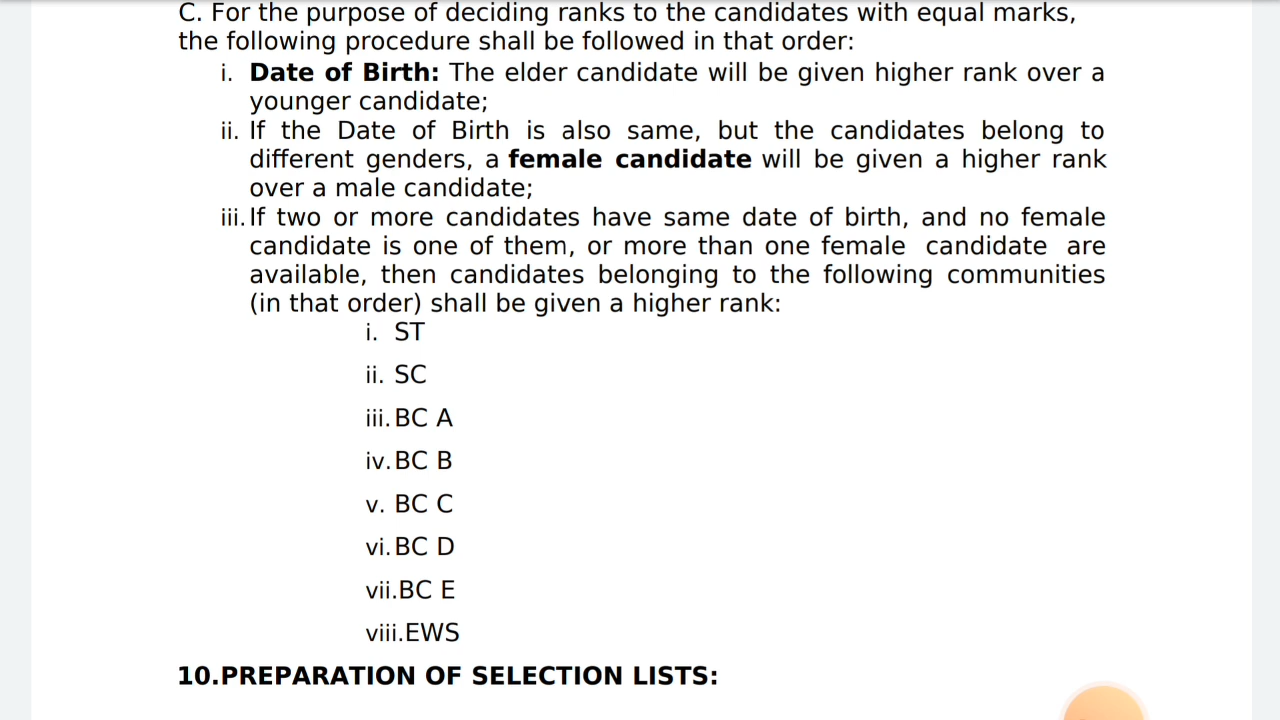 C. For the purpose of deciding ranks to the candidates with equal marks,
the following procedure shall be followed in that order:
i. Date of Birth: The elder candidate will be given higher rank over a
younger candidate;
ii. If the Date of Birth is also same, but the candidates belong to
different genders, a female candidate will be given a higher rank
over a male candidate;
iii. If two or more candidates have same date of birth, and no female
candidate is one of them, or more than one female candidate are
available, then candidates belonging to the following communities
(in that order) shall be given a higher rank:
i. ST
ii. SC
iii. BC A
iv. BC B
v. BC C
vi. BC D
vii.BC E
viii.EWS
10.PREPARATION OF SELECTION LISTS: